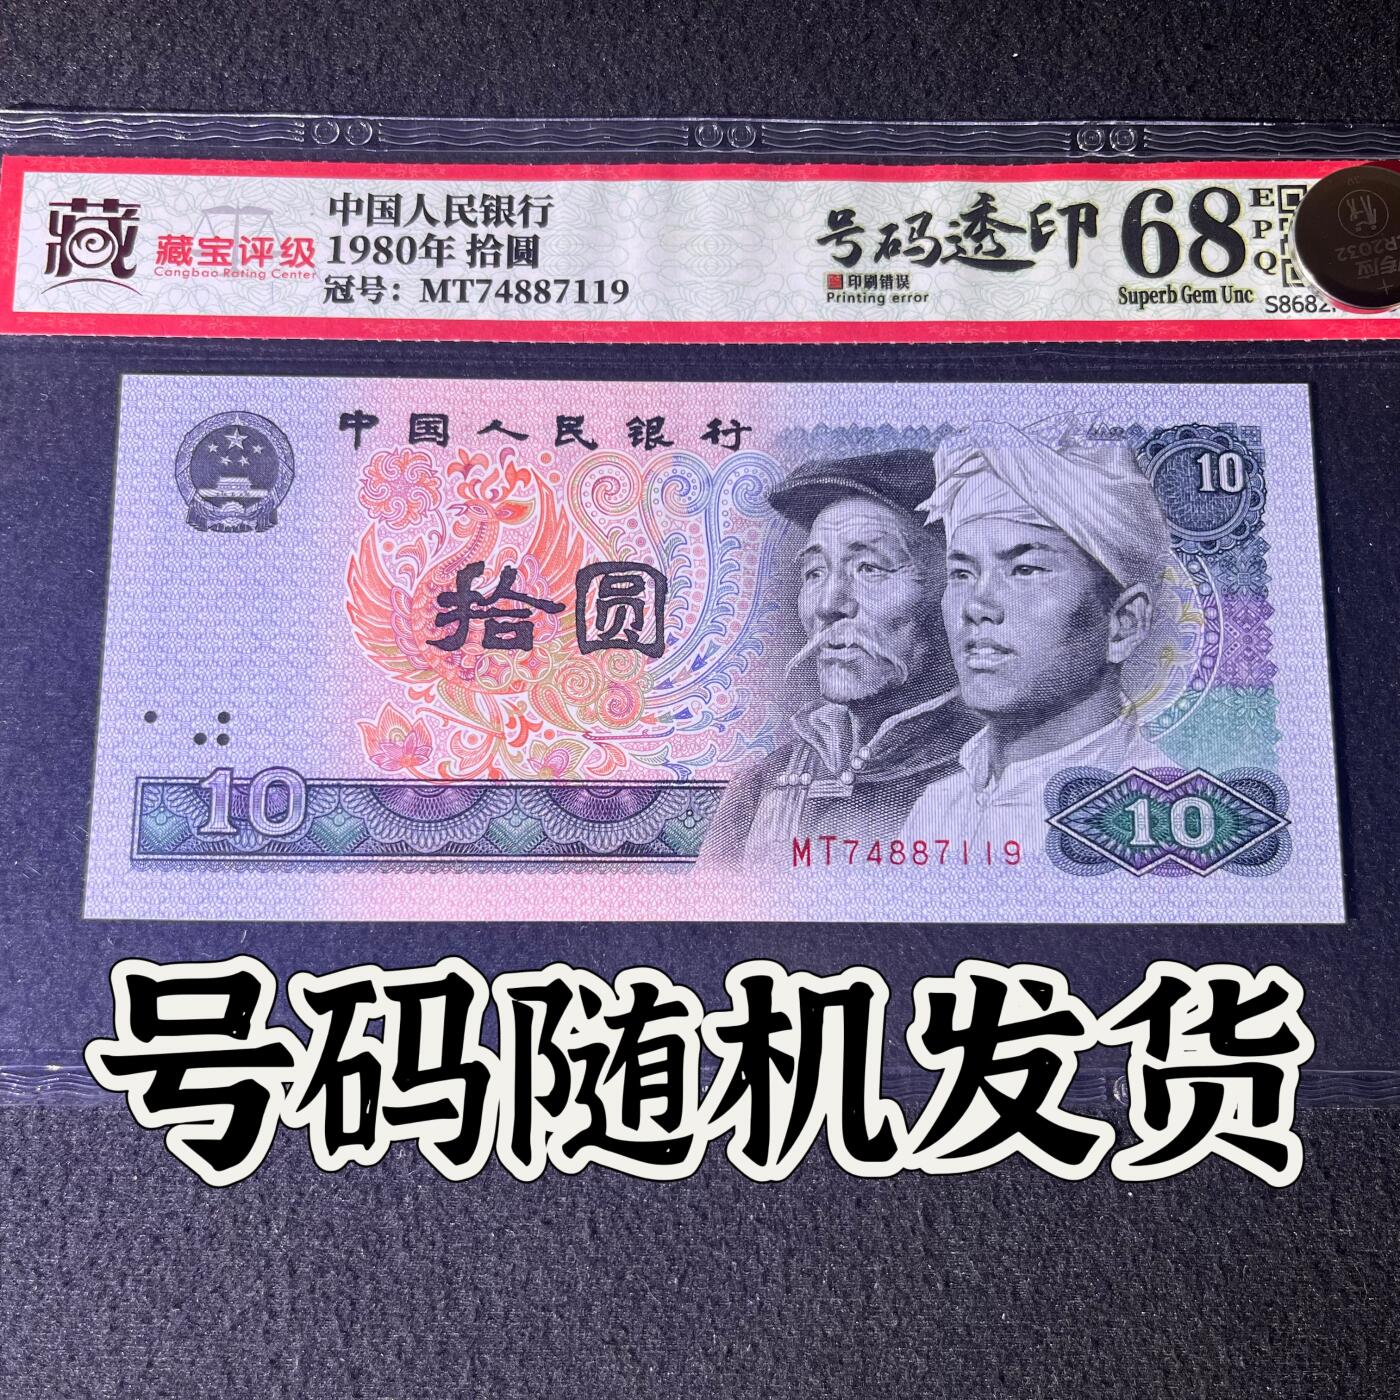 藏
藏宝评级
Cangbao Rating Center
中国人民银行
1980年 拾圆
冠号：MT74887119
号码透印
印刷错误
Printing error
68
EPQ
Superb Gem Unc
S8682
中国人民银行
10
拾圆
10
MT74887119
10
号码随机发货